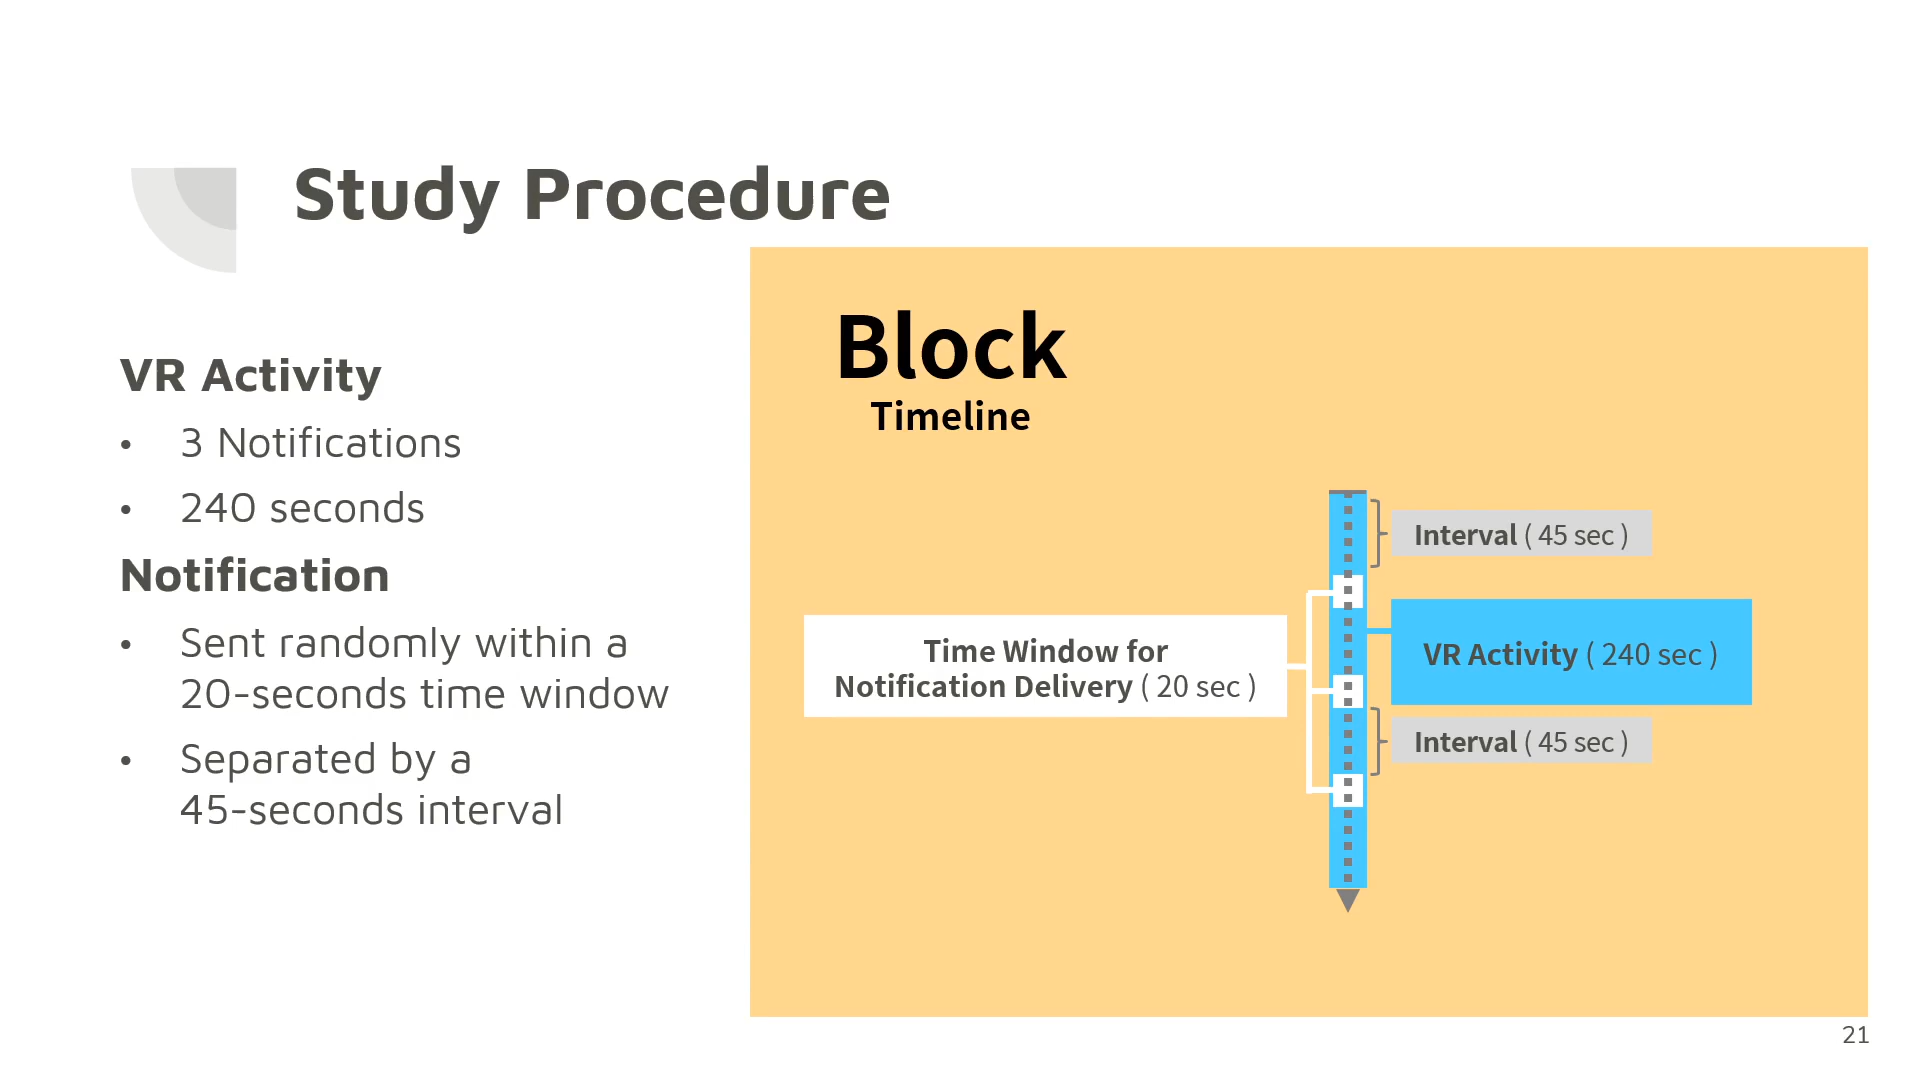 Study Procedure
VR Activity
• 3 Notifications
• 240 seconds
Notification
• Sent randomly within a
20-seconds time window
• Separated by a
45-seconds interval
Block
Timeline
Interval ( 45 sec )
Time Window for
Notification Delivery ( 20 sec )
VR Activity ( 240 sec )
Interval ( 45 sec )
21